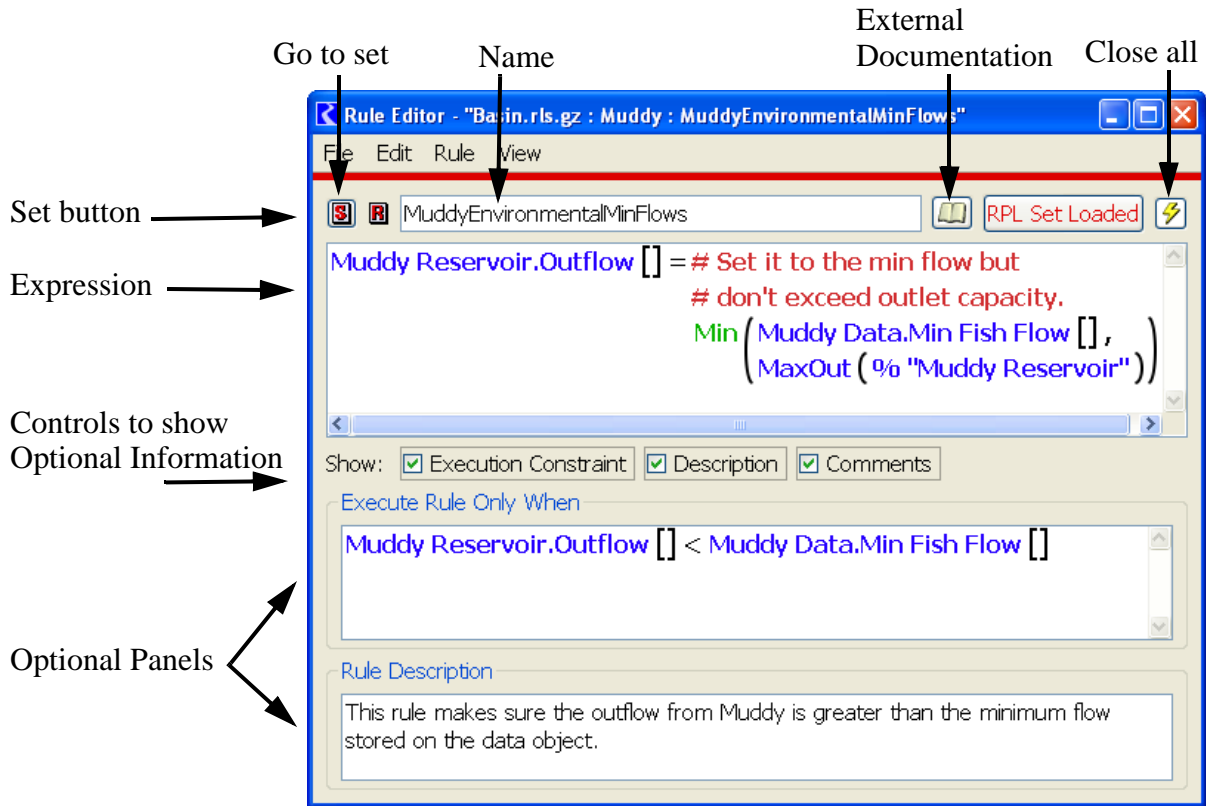 External
Documentation
Go to set
Name
Close all
Rule Editor - "Basin.rls.gz : Muddy : MuddyEnvironmentalMinFlows"
File Edit Rule View
Set button
S R MuddyEnvironmentalMinFlows RPL Set Loaded
Expression
Muddy Reservoir.Outflow [] = # Set it to the min flow but
# don't exceed outlet capacity.
Min ( Muddy Data.Min Fish Flow [] ,
MaxOut ( % "Muddy Reservoir" ) )
Controls to show
Optional Information
Show: Execution Constraint Description Comments
Execute Rule Only When
Muddy Reservoir.Outflow [] < Muddy Data.Min Fish Flow []
Optional Panels
Rule Description
This rule makes sure the outflow from Muddy is greater than the minimum flow
stored on the data object.